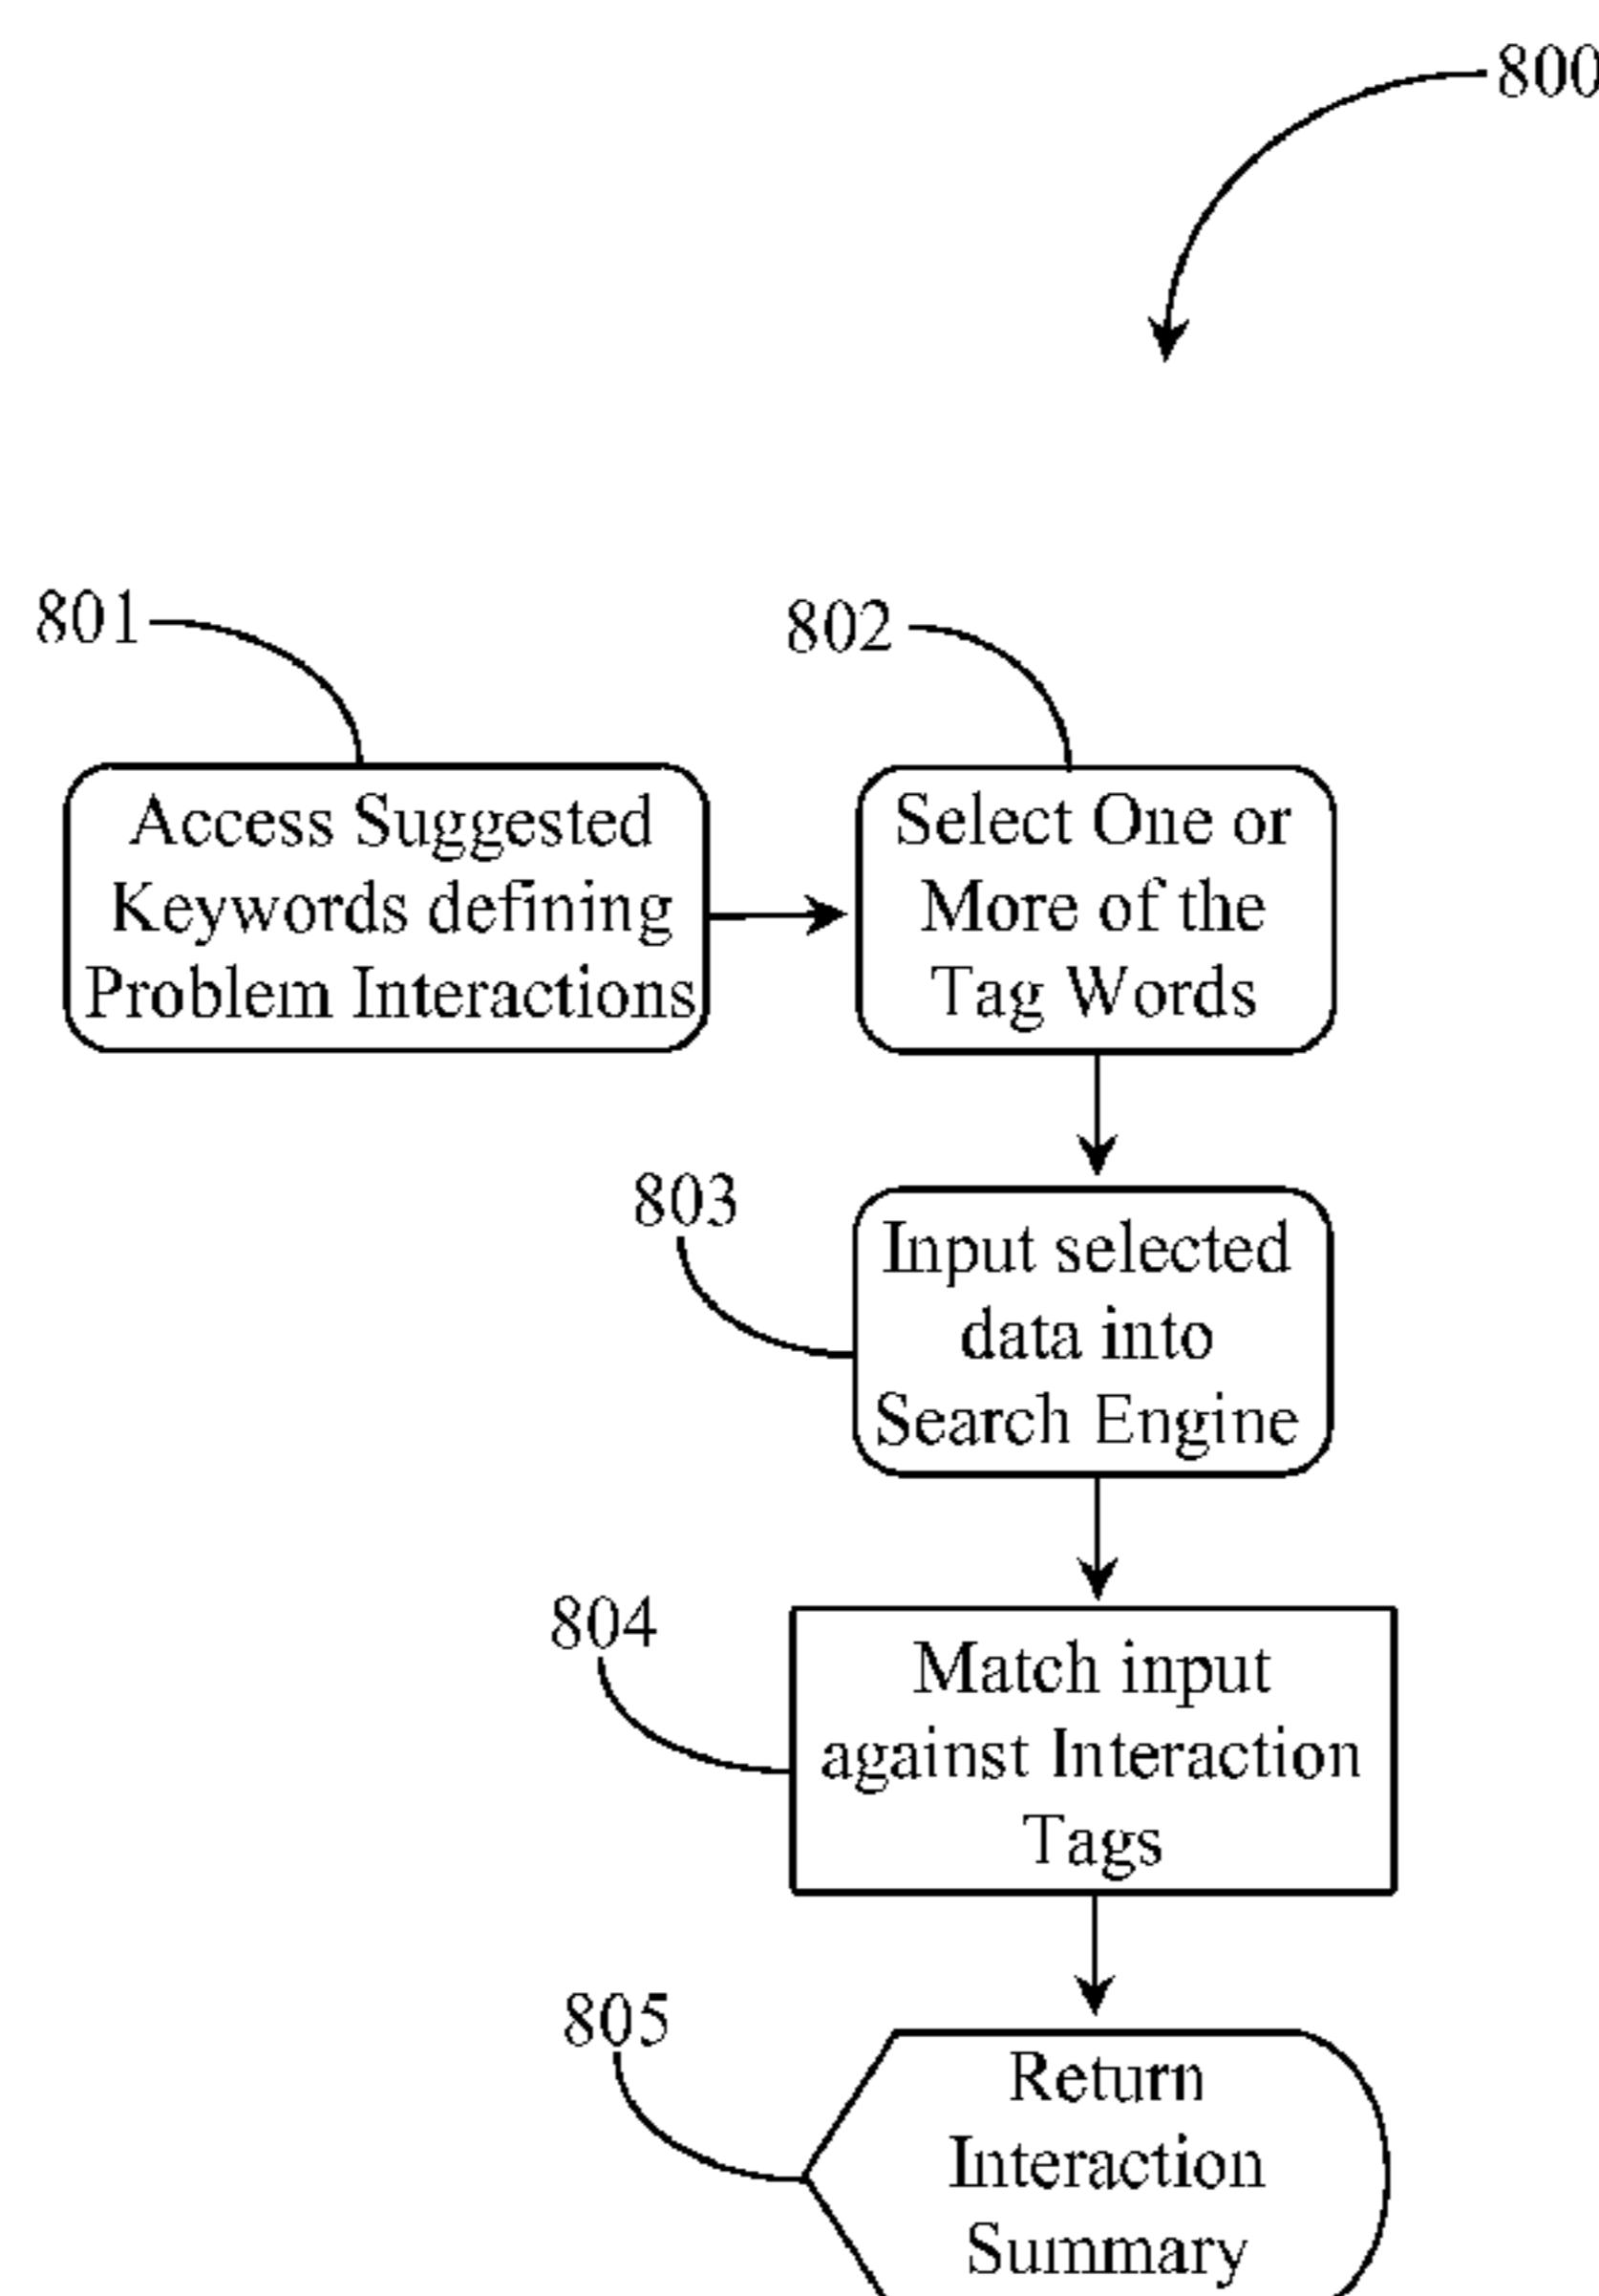 800
801
Access Suggested
Keywords defining
Problem Interactions
802
Select One or
More of the
Tag Words
803
Input selected
data into
Search Engine
804
Match input
against Interaction
Tags
805
Return
Interaction
Summary